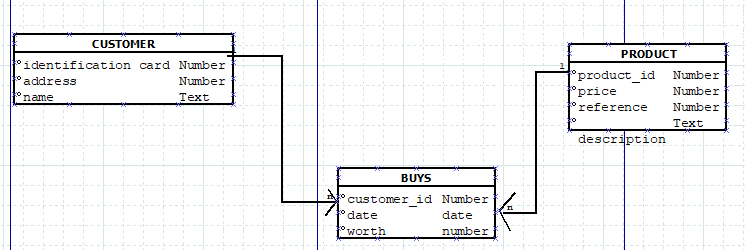 CUSTOMER
identification card Number
address Number
name Text
PRODUCT
1
product_id Number
price Number
reference Number
Text
description
BUYS
n
customer_id Number
n
date date
worth number